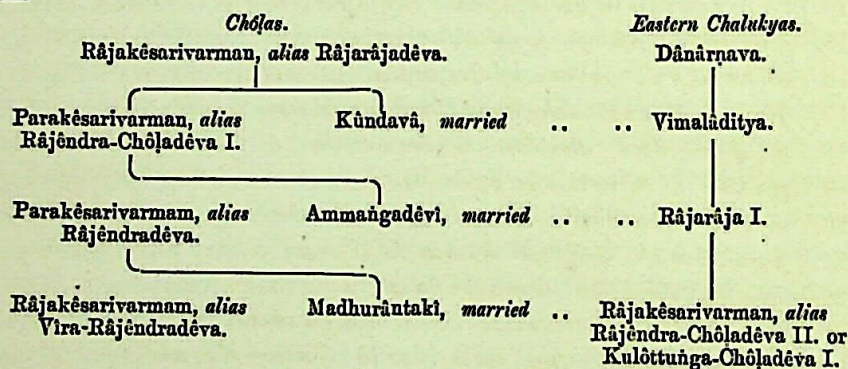 Chôḷas. Eastern Chalukyas.
Râjakêsarivarman, alias Râjarâjadêva. Dânârṇava.
Parakêsarivarman, alias Kûndavâ, married .. .. Vimalâditya.
Râjêndra-Chôḷadêva I.
Parakêsarivarmam, alias Ammaṅgadêvî, married .. .. Râjarâja I.
Râjêndradêva.
Râjakêsarivarmam, alias Madhurântakî, married .. Râjakêsarivarman, alias
Vîra-Râjêndradêva. Râjêndra-Chôḷadêva II. or
Kulôttuṅga-Chôḷadêva I.